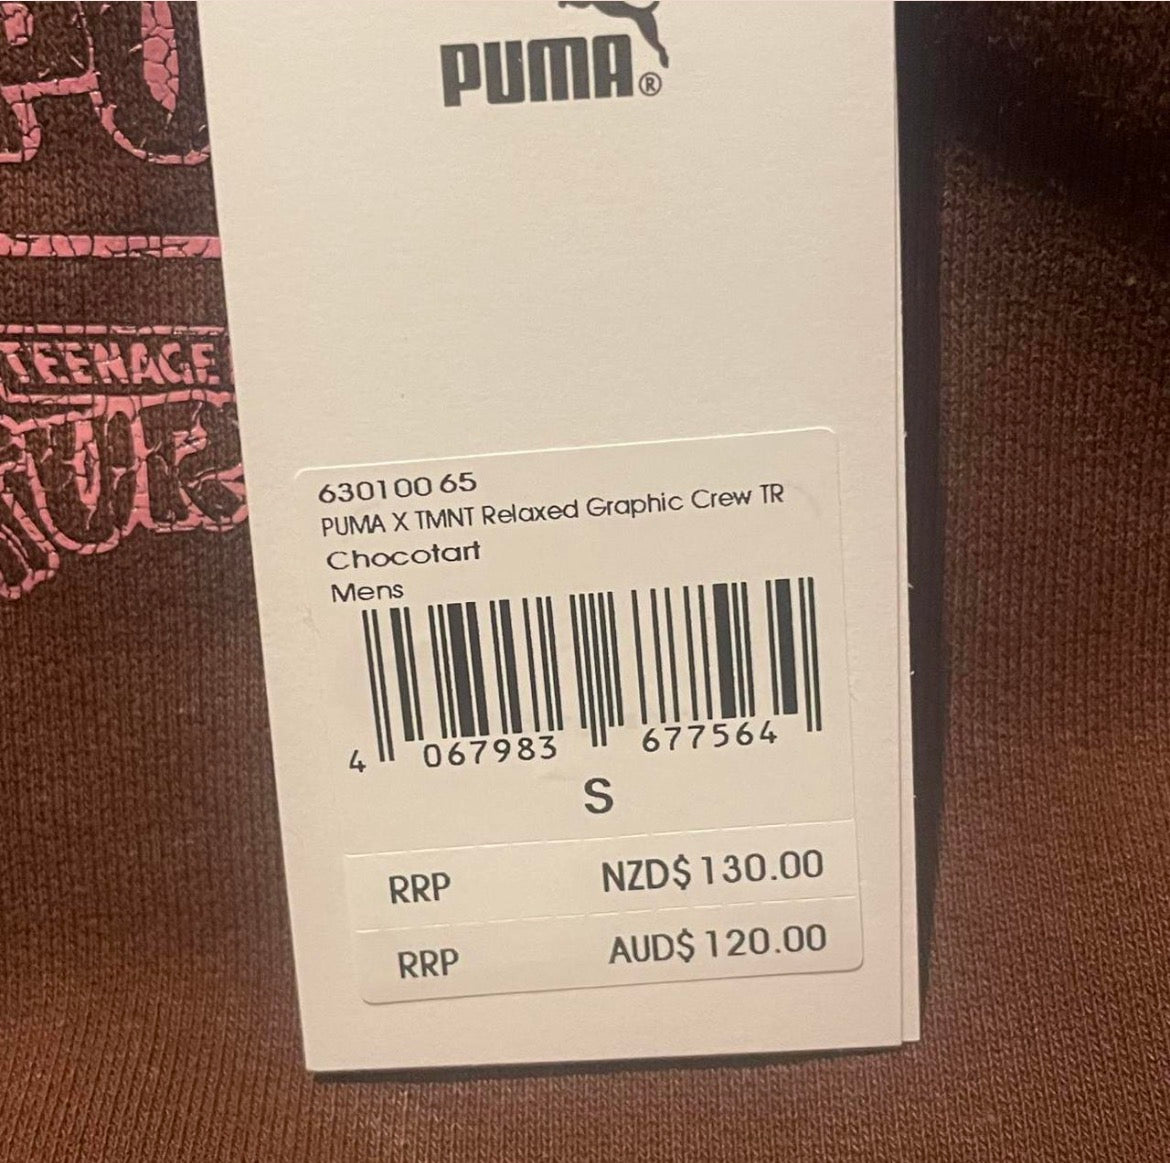 PUMA®
TEENAGE
630100 65
PUMA X TMNT Relaxed Graphic Crew TR
Chocotart
Mens
4 067983 677564
S
RRP NZD$ 130.00
RRP AUD$ 120.00